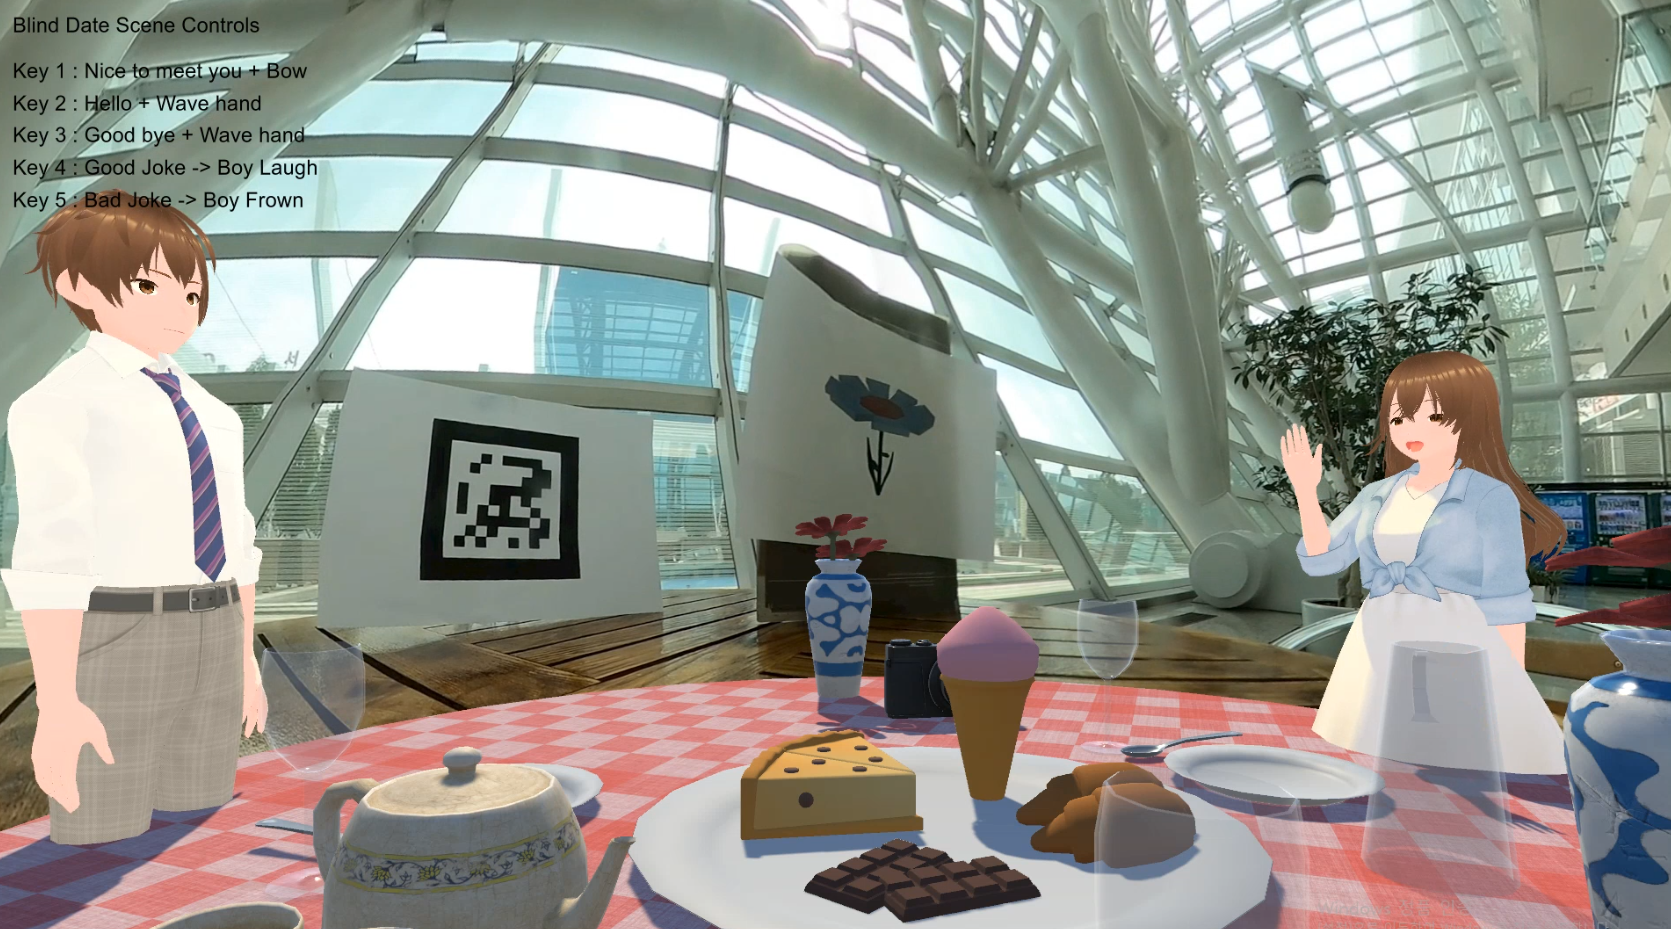 Blind Date Scene Controls
Key 1 : Nice to meet you + Bow
Key 2 : Hello + Wave hand
Key 3 : Good bye + Wave hand
Key 4 : Good Joke -> Boy Laugh
Key 5 : Bad Joke -> Boy Frown